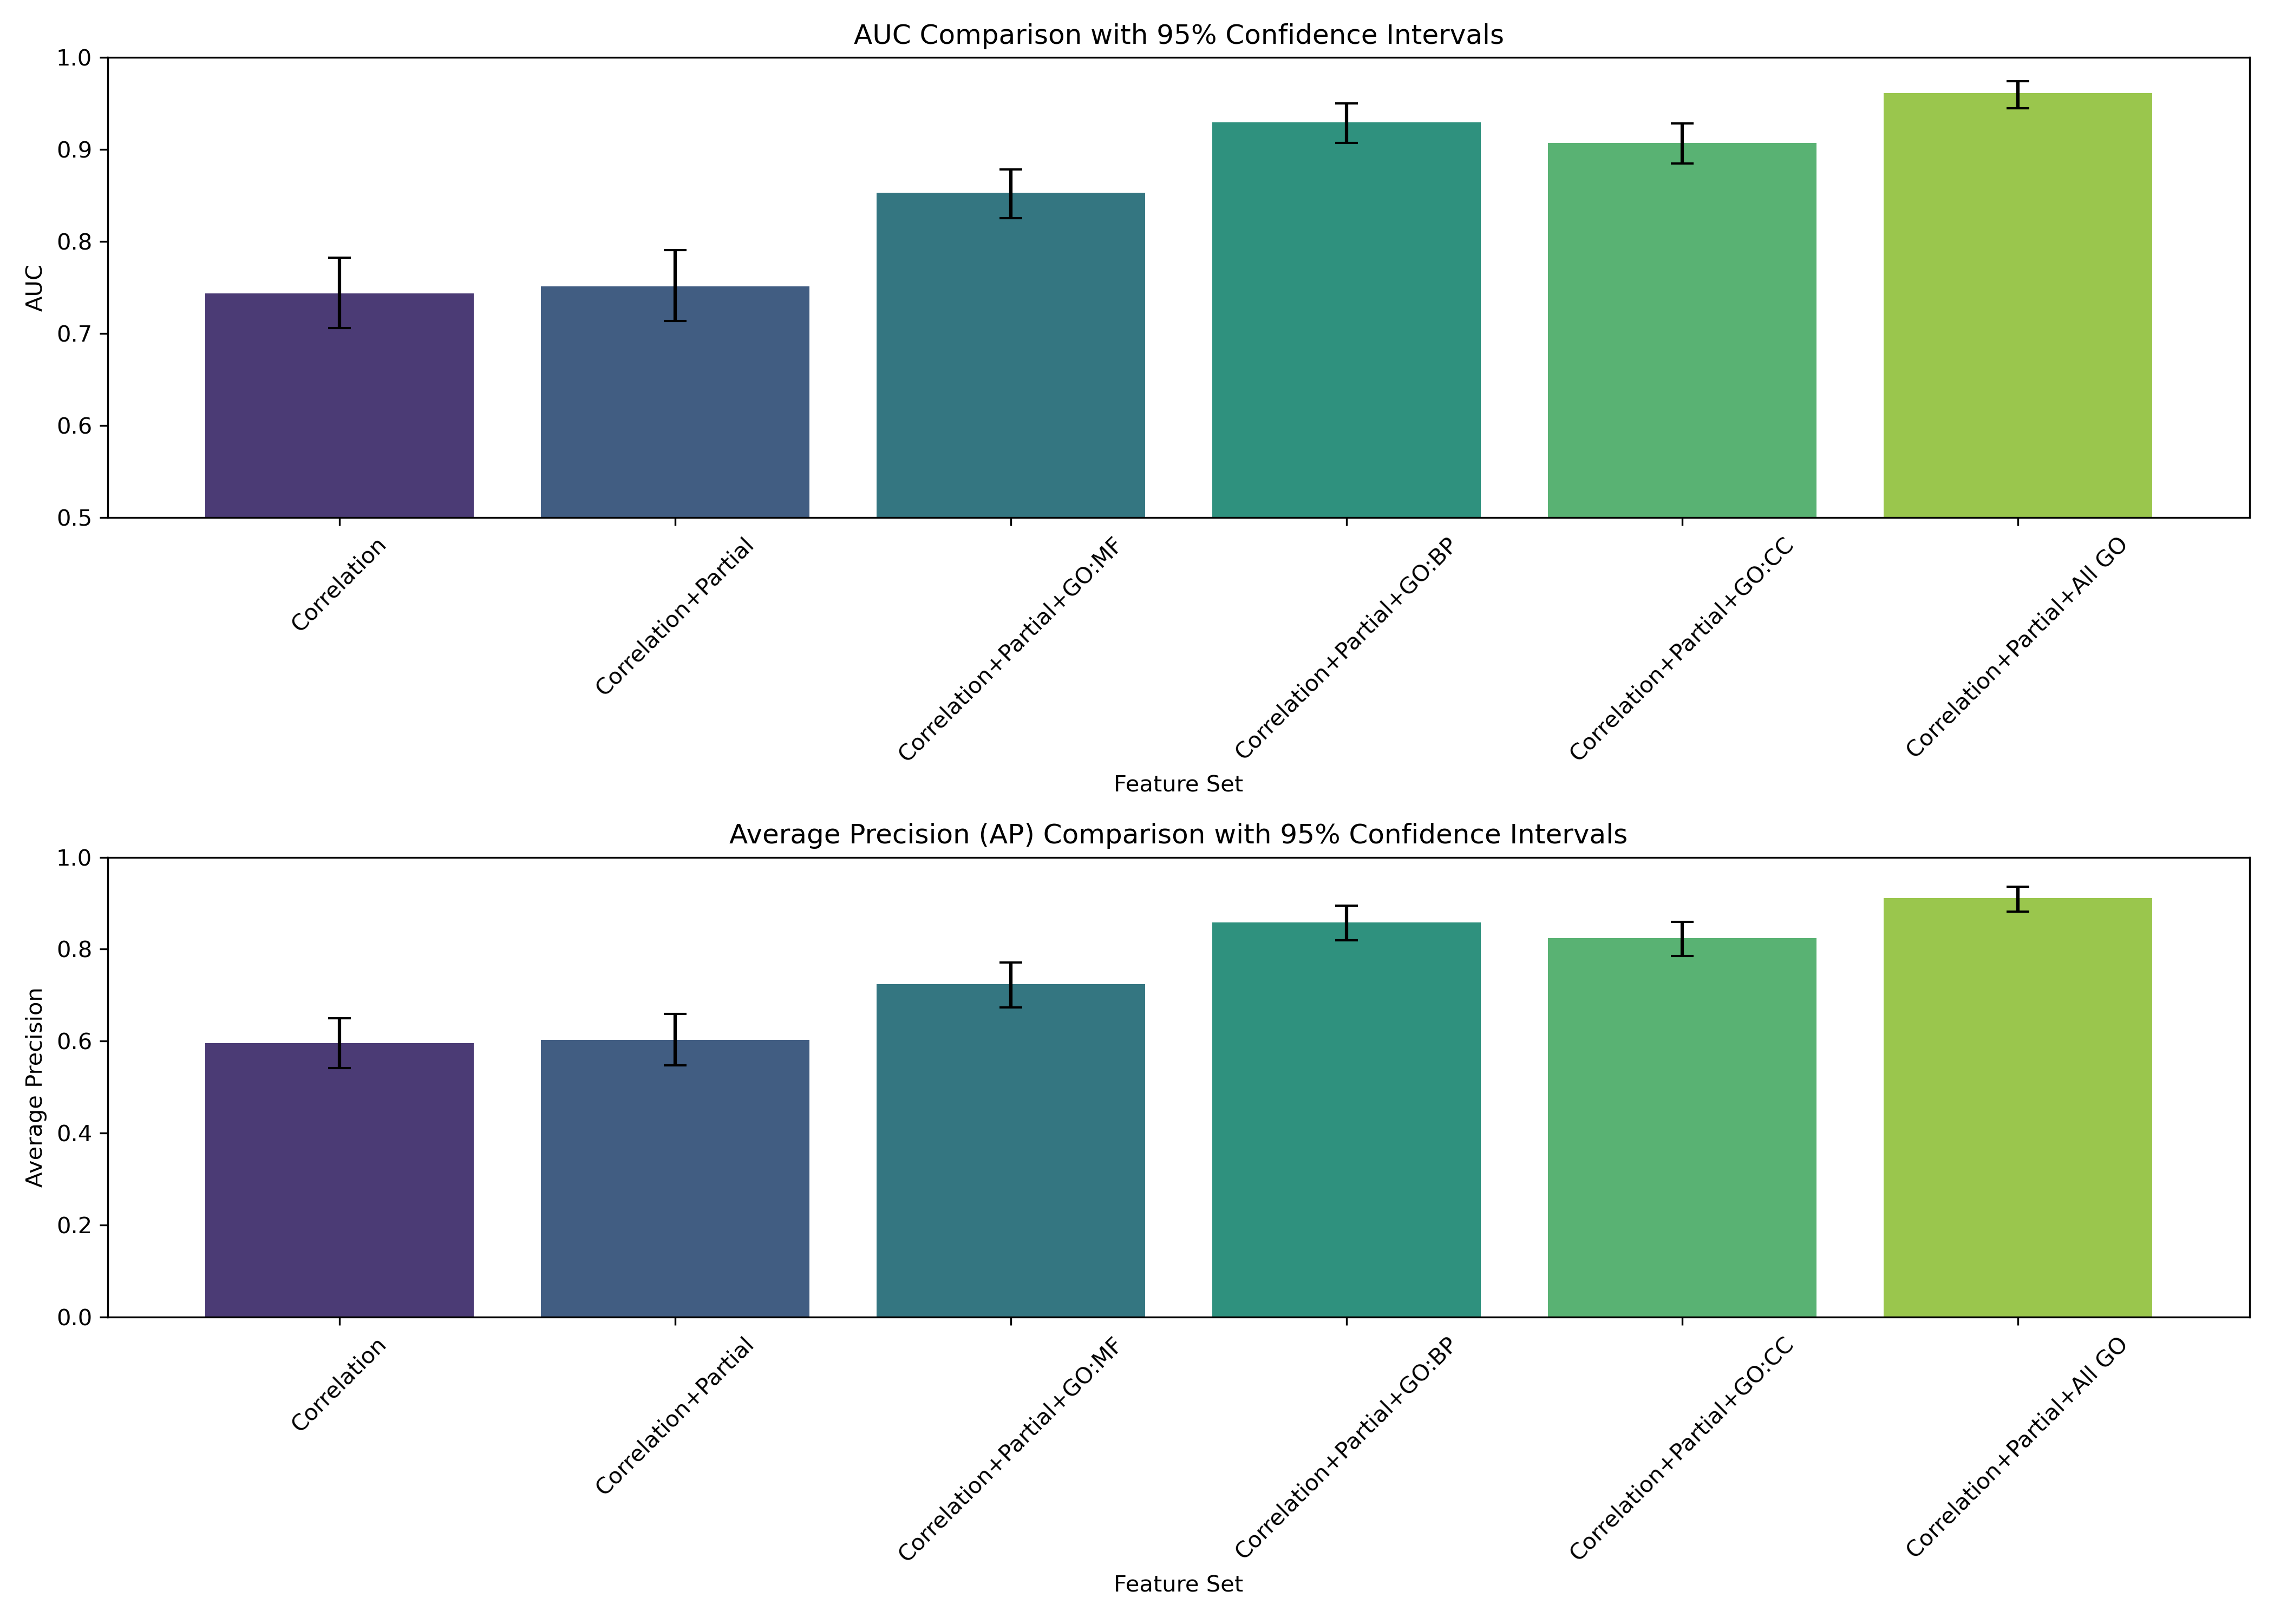 AUC Comparison with 95% Confidence Intervals
1.0
0.9
0.8
0.7
0.6
0.5
AUC
Correlation
Correlation+Partial
Correlation+Partial+GO:MF
Correlation+Partial+GO:BP
Correlation+Partial+GO:CC
Correlation+Partial+All GO
Feature Set
Average Precision (AP) Comparison with 95% Confidence Intervals
1.0
0.8
0.6
0.4
0.2
0.0
Average Precision
Correlation
Correlation+Partial
Correlation+Partial+GO:MF
Correlation+Partial+GO:BP
Correlation+Partial+GO:CC
Correlation+Partial+All GO
Feature Set